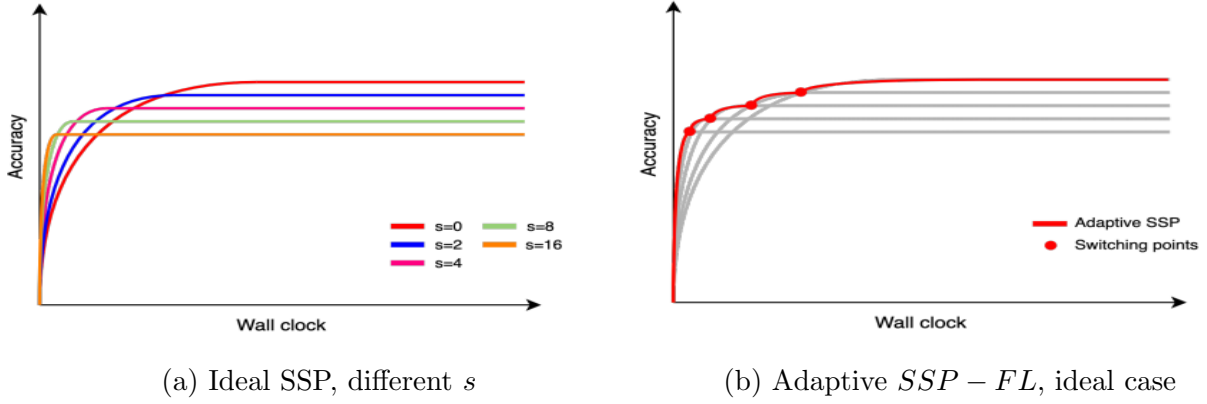 Accuracy
s=0
s=2
s=4
s=8
s=16
Wall clock
(a) Ideal SSP, different s
Accuracy
Adaptive SSP
Switching points
Wall clock
(b) Adaptive SSP − FL, ideal case